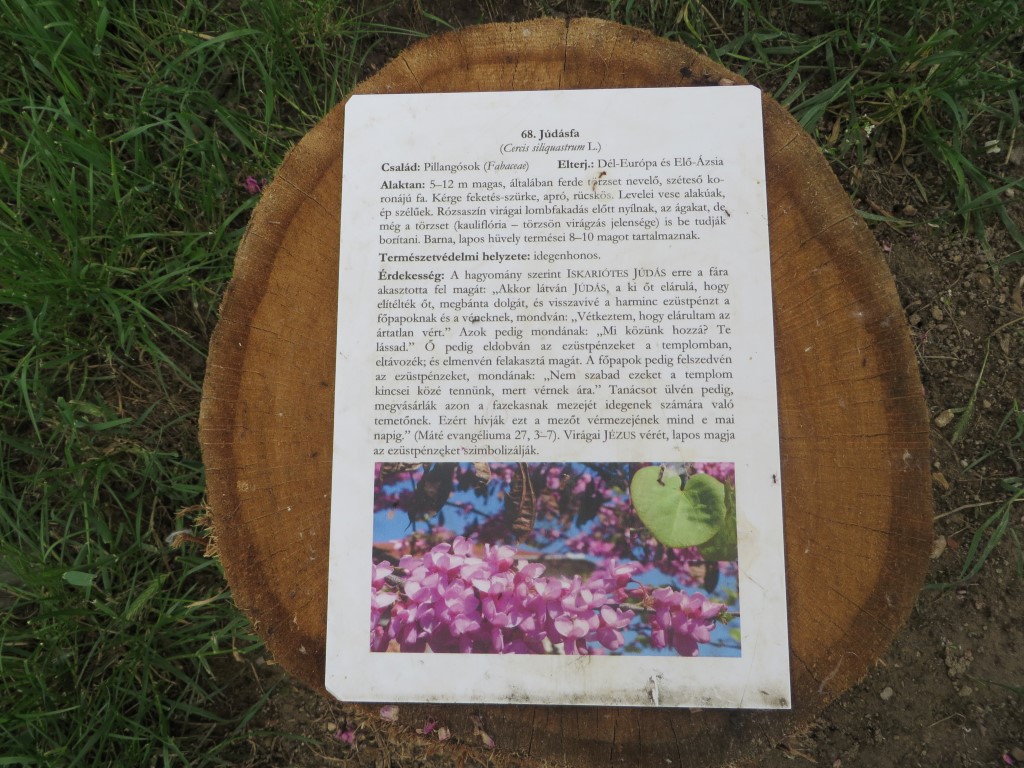 68. Júdásfa
(Cercis siliquastrum L.)
Család: Pillangósok (Fabaceae) Elterj.: Dél-Európa és Elő-Ázsia
Alaktan: 5–12 m magas, általában ferde törzset nevelő, széteső ko-
ronájú fa. Kérge feketés-szürke, apró, rücskös. Levelei vese alakúak,
ép szélűek. Rózsaszín virágai lombfakadás előtt nyílnak, az ágakat, de
még a törzset (kauliflória – törzsön virágzás jelensége) is be tudják
borítani. Barna, lapos hüvely termései 8–10 magot tartalmaznak.
Természetvédelmi helyzete: idegenhonos.
Érdekesség: A hagyomány szerint ISKARIÓTES JÚDÁS erre a fára
akasztotta fel magát: „Akkor látván JÚDÁS, a ki őt elárulá, hogy
elítélték őt, megbánta dolgát, és visszavivé a harminc ezüstpénzt a
főpapoknak és a véneknek, mondván: „Vétkeztem, hogy elárultam az
ártatlan vért.” Azok pedig mondának: „Mi közünk hozzá? Te
lássad.” Ő pedig eldobván az ezüstpénzeket a templomban,
eltávozék; és elmenvén felakasztá magát. A főpapok pedig felszedvén
az ezüstpénzeket, mondának: „Nem szabad ezeket a templom
kincsei közé tennünk, mert vérnek ára.” Tanácsot ülvén pedig,
megvásárlák azon a fazekasnak mezejét idegenek számára való
temetőnek. Ezért hívják ezt a mezőt vérmezejének mind e mai
napig.” (Máté evangéliuma 27, 3–7). Virágai JÉZUS vérét, lapos magja
az ezüstpénzeket szimbolizálják.